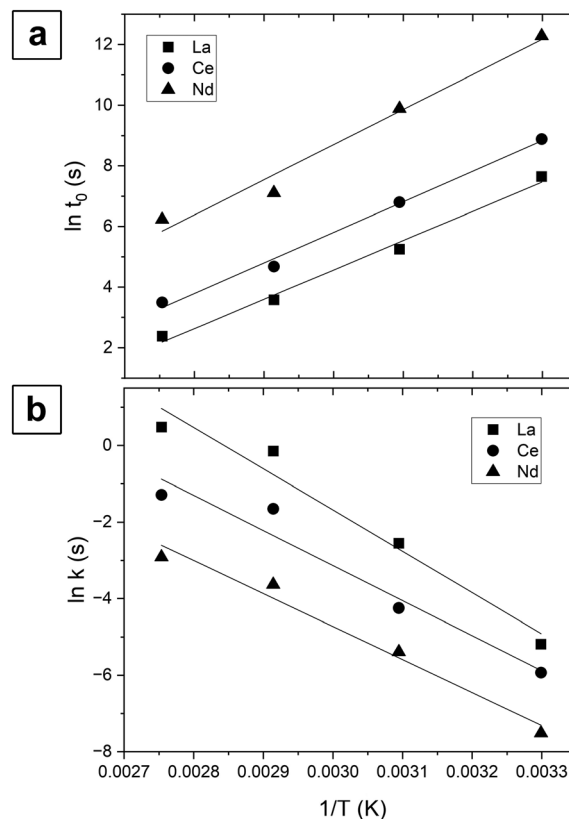 a
La
Ce
Nd
12
10
8
6
4
2
ln t₀ (s)
b
La
Ce
Nd
0
−2
−4
−6
−8
ln k (s)
0.0027 0.0028 0.0029 0.0030 0.0031 0.0032 0.0033
1/T (K)